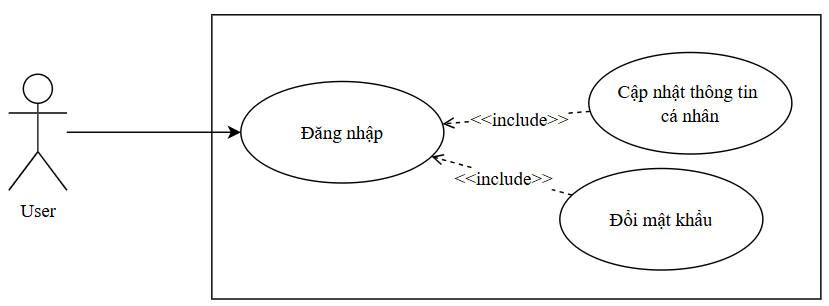 User
Đăng nhập
<<include>>
Cập nhật thông tin
cá nhân
<<include>>
Đổi mật khẩu